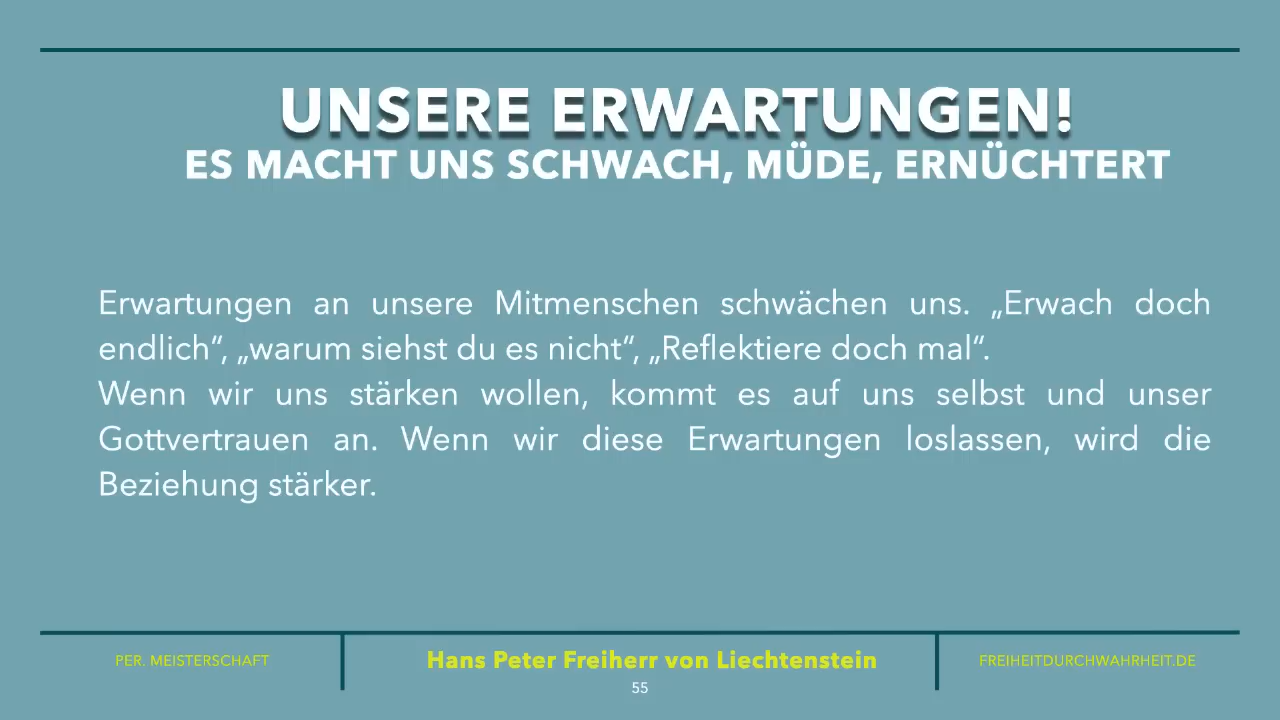 UNSERE ERWARTUNGEN!
ES MACHT UNS SCHWACH, MÜDE, ERNÜCHTERT
Erwartungen an unsere Mitmenschen schwächen uns. „Erwach doch
endlich“, „warum siehst du es nicht“, „Reflektiere doch mal“.
Wenn wir uns stärken wollen, kommt es auf uns selbst und unser
Gottvertrauen an. Wenn wir diese Erwartungen loslassen, wird die
Beziehung stärker.
PER. MEISTERSCHAFT
Hans Peter Freiherr von Liechtenstein
FREIHEITDURCHWAHRHEIT.DE
55